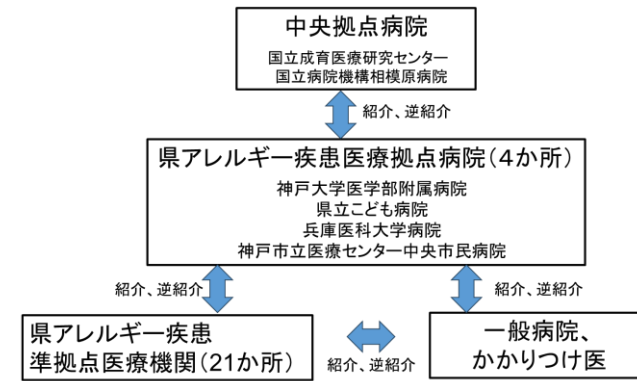 中央拠点病院
国立成育医療研究センター
国立病院機構相模原病院
紹介、逆紹介
県アレルギー疾患医療拠点病院(4か所)
神戸大学医学部附属病院
県立こども病院
兵庫医科大学病院
神戸市立医療センター中央市民病院
紹介、逆紹介
紹介、逆紹介
県アレルギー疾患
準拠点医療機関(21か所)
紹介、逆紹介
一般病院、
かかりつけ医